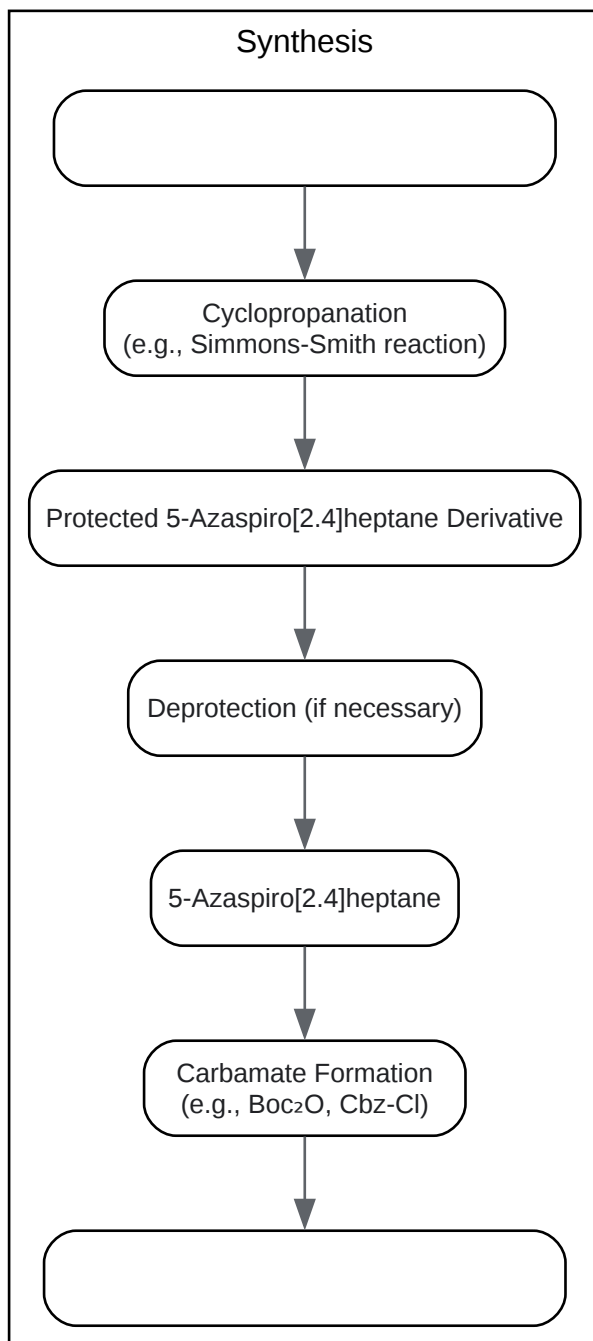 Synthesis
Cyclopropanation
(e.g., Simmons-Smith reaction)
Protected 5-Azaspiro[2.4]heptane Derivative
Deprotection (if necessary)
5-Azaspiro[2.4]heptane
Carbamate Formation
(e.g., Boc₂O, Cbz-Cl)